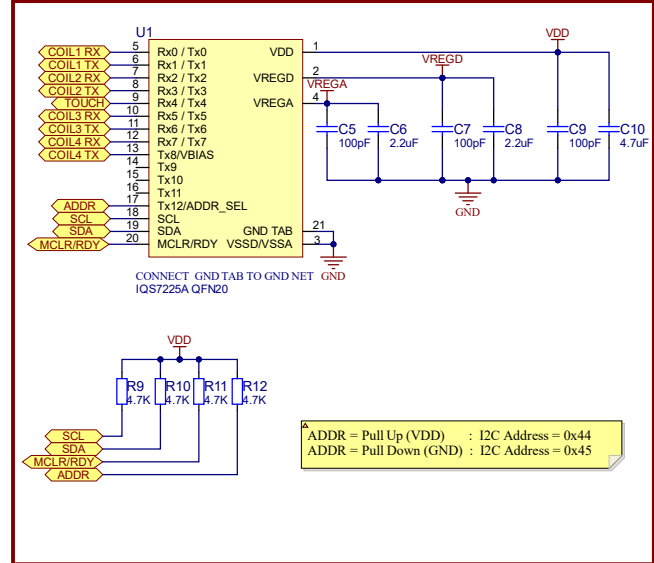 U1
VDD
COIL1 RX 5 Rx0 / Tx0 VDD 1
COIL1 TX 6 Rx1 / Tx1
COIL2 RX 7 Rx2 / Tx2 VREGD 2 VREGD
COIL2 TX 8 Rx3 / Tx3 VREGA
TOUCH 9 Rx4 / Tx4 VREGA 4
COIL3 RX 10 Rx5 / Tx5
COIL3 TX 11 Rx6 / Tx6 C5 C6 C7 C8 C9 C10
COIL4 RX 12 Rx7 / Tx7 100pF 2.2uF 100pF 2.2uF 100pF 4.7uF
COIL4 TX 13 Tx8/VBIAS
14 Tx9
15 Tx10
16 Tx11
ADDR 17 Tx12/ADDR_SEL GND
SCL 18 SCL
SDA 19 SDA GND TAB 21
MCLR/RDY 20 MCLR/RDY VSSD/VSSA 3
CONNECT GND TAB TO GND NET GND
IQS7225A QFN20
VDD
R9 R10 R11 R12
4.7K 4.7K 4.7K 4.7K
SCL
SDA
MCLR/RDY
ADDR
ADDR = Pull Up (VDD) : I2C Address = 0x44
ADDR = Pull Down (GND) : I2C Address = 0x45